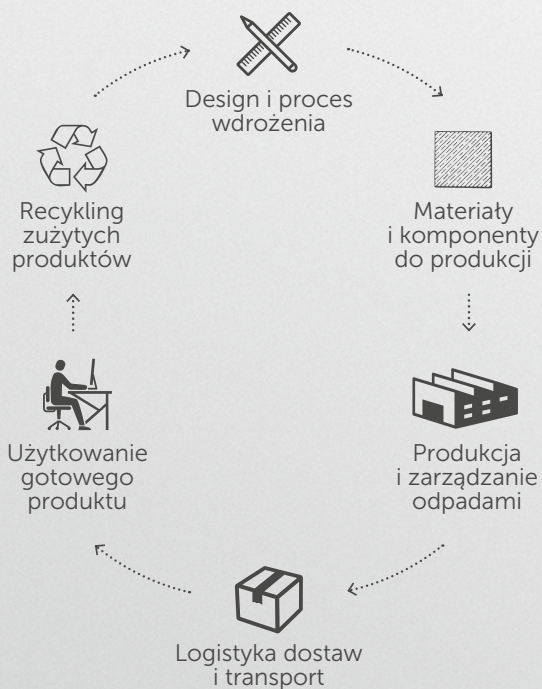 Design i proces
wdrożenia
Materiały
i komponenty
do produkcji
Produkcja
i zarządzanie
odpadami
Logistyka dostaw
i transport
Użytkowanie
gotowego
produktu
Recykling
zużytych
produktów